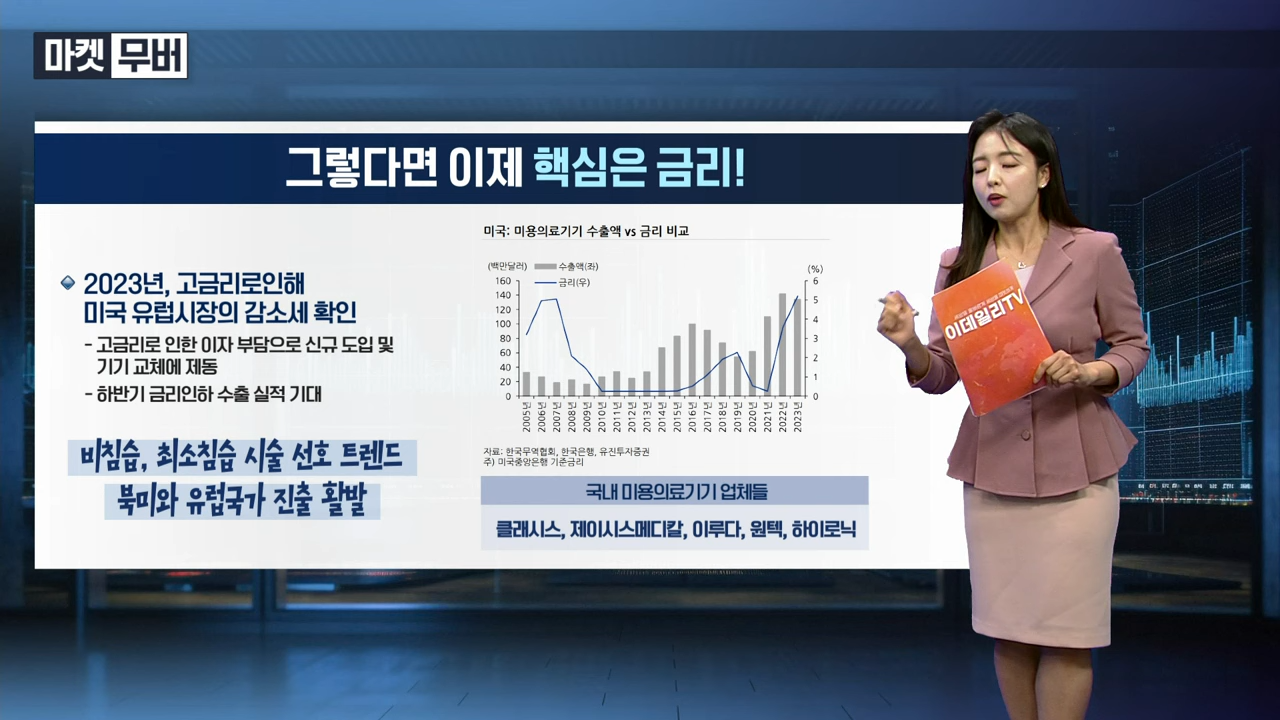 마켓 무버
그렇다면 이제 핵심은 금리!
2023년, 고금리로인해
미국 유럽시장의 감소세 확인
- 고금리로 인한 이자 부담으로 신규 도입 및
기기 교체에 제동
- 하반기 금리인하 수출 실적 기대
비침습, 최소침습 시술 선호 트렌드
북미와 유럽국가 진출 활발
미국: 미용의료기기 수출액 vs 금리 비교
(백만달러) 수출액(좌) (%)
금리(우)
160 6
140 5
120
100 4
80 3
60 2
40
20 1
0 0
2005년 2006년 2007년 2008년 2009년 2010년 2011년 2012년 2013년 2014년 2015년 2016년 2017년 2018년 2019년 2020년 2021년 2022년 2023년
자료: 한국무역협회, 한국은행, 유진투자증권
주) 미국중앙은행 기준금리
국내 미용의료기기 업체들
클래시스, 제이시스메디칼, 이루다, 원텍, 하이로닉
이데일리TV